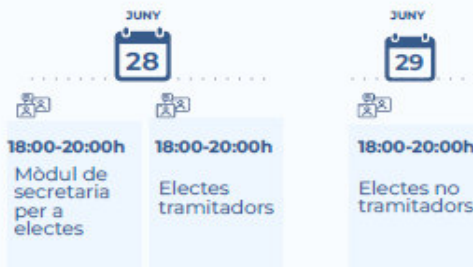 JUNY
28
18:00-20:00h
Mòdul de
secretaria
per a
electes
18:00-20:00h
Electes
tramitadors
JUNY
29
18:00-20:00h
Electes no
tramitadors